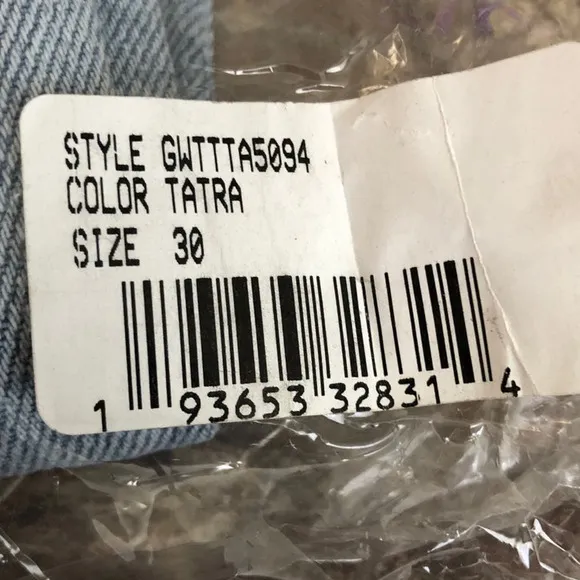 STYLE GWTTTA5094
COLOR TATRA
SIZE 30
1 93653 32831 4